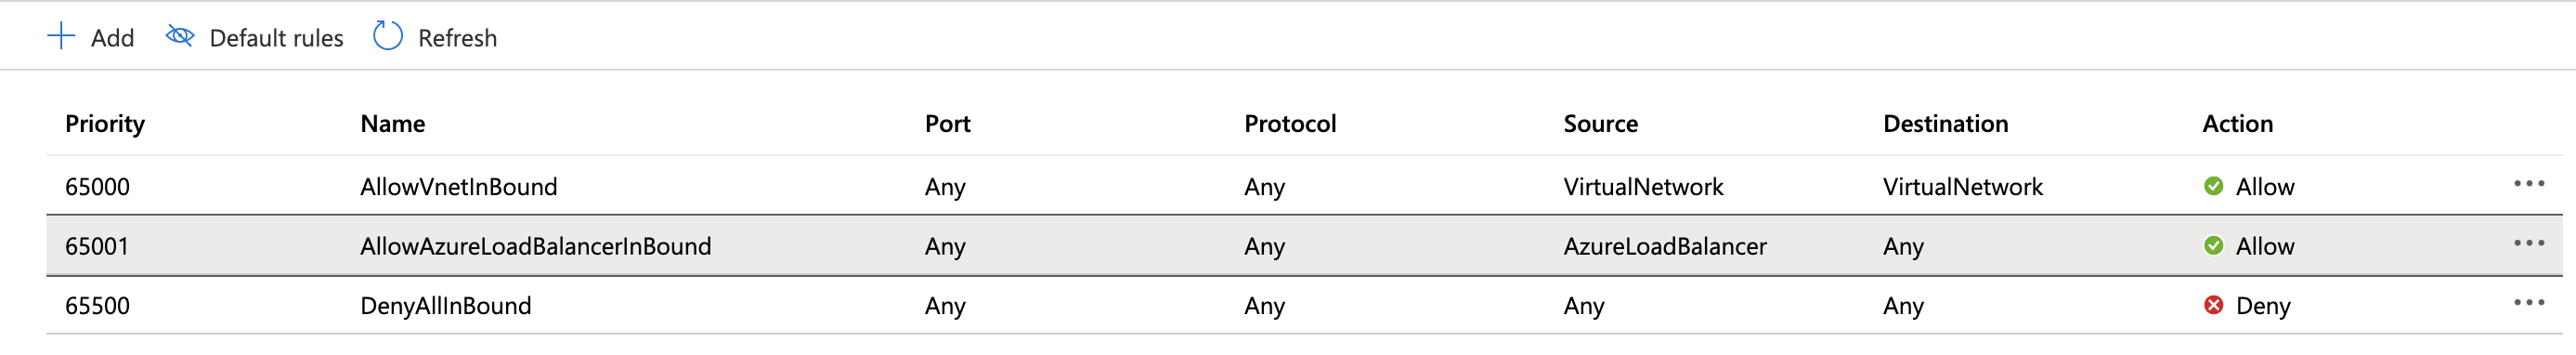 Add Default rules Refresh
Priority Name Port Protocol Source Destination Action
65000 AllowVnetInBound Any Any VirtualNetwork VirtualNetwork Allow
65001 AllowAzureLoadBalancerInBound Any Any AzureLoadBalancer Any Allow
65500 DenyAllInBound Any Any Any Any Deny